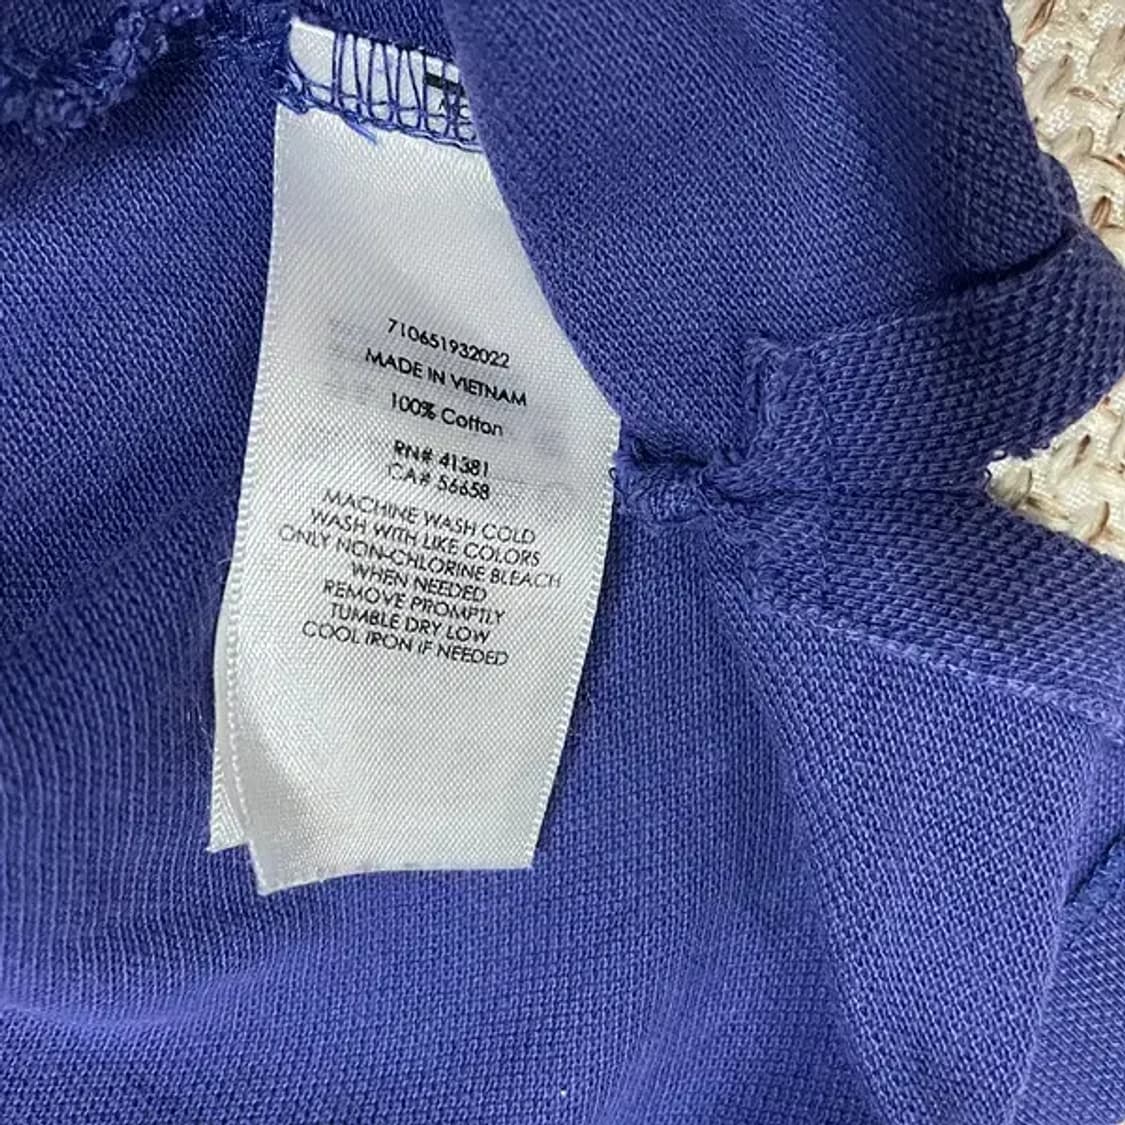 710651932022
MADE IN VIETNAM
100% Cotton
RN# 41381
CA# 56658
MACHINE WASH COLD
WASH WITH LIKE COLORS
ONLY NON-CHLORINE BLEACH
WHEN NEEDED
REMOVE PROMPTLY
TUMBLE DRY LOW
COOL IRON IF NEEDED